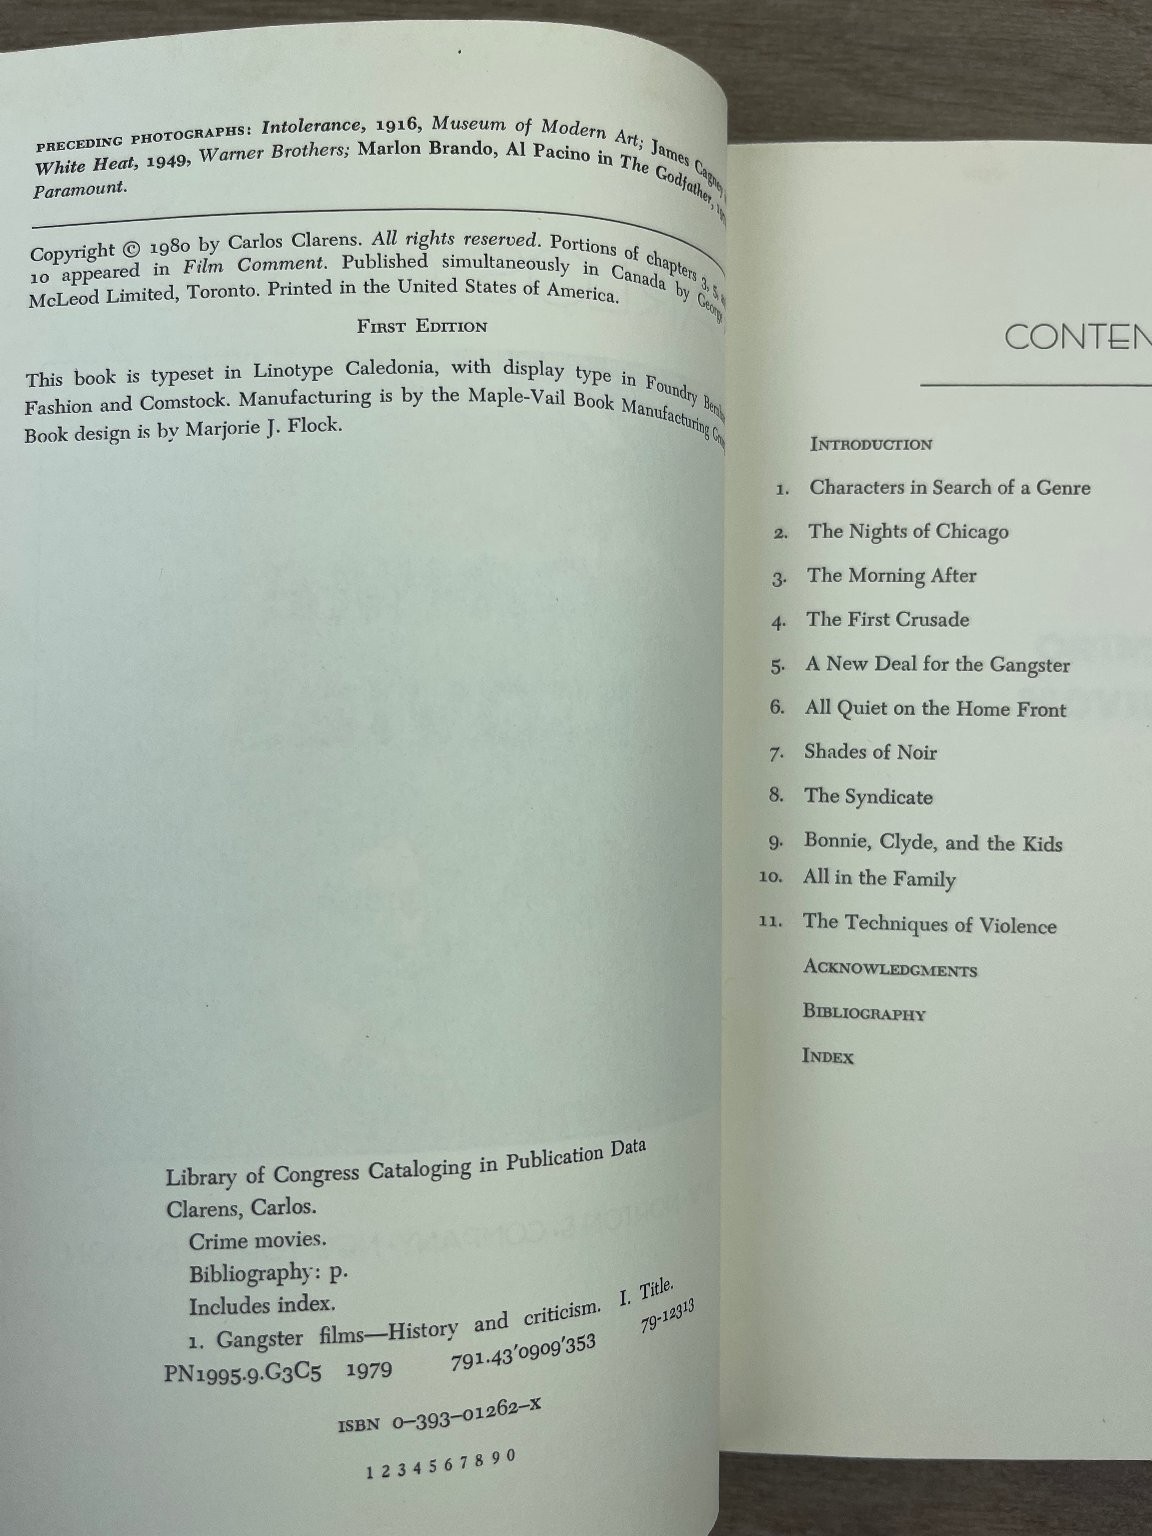 PRECEDING PHOTOGRAPHS: Intolerance, 1916, Museum of Modern Art; James Cagney
White Heat, 1949, Warner Brothers; Marlon Brando, Al Pacino in The Godfather,
Paramount.
Copyright © 1980 by Carlos Clarens. All rights reserved. Portions of chapters 3, 5,
10 appeared in Film Comment. Published simultaneously in Canada by George
McLeod Limited, Toronto. Printed in the United States of America.
FIRST EDITION
This book is typeset in Linotype Caledonia, with display type in Foundry
Fashion and Comstock. Manufacturing is by the Maple-Vail Book Manufacturing
Book design is by Marjorie J. Flock.
Library of Congress Cataloging in Publication Data
Clarens, Carlos.
Crime movies.
Bibliography: p.
Includes index.
1. Gangster films—History and criticism. I. Title.
PN1995.9.G3C5 1979 791.43'0909'353 79-12313
ISBN 0-393-01262-X
1 2 3 4 5 6 7 8 9 0
CONTEN
INTRODUCTION
1. Characters in Search of a Genre
2. The Nights of Chicago
3. The Morning After
4. The First Crusade
5. A New Deal for the Gangster
6. All Quiet on the Home Front
7. Shades of Noir
8. The Syndicate
9. Bonnie, Clyde, and the Kids
10. All in the Family
11. The Techniques of Violence
ACKNOWLEDGMENTS
BIBLIOGRAPHY
INDEX